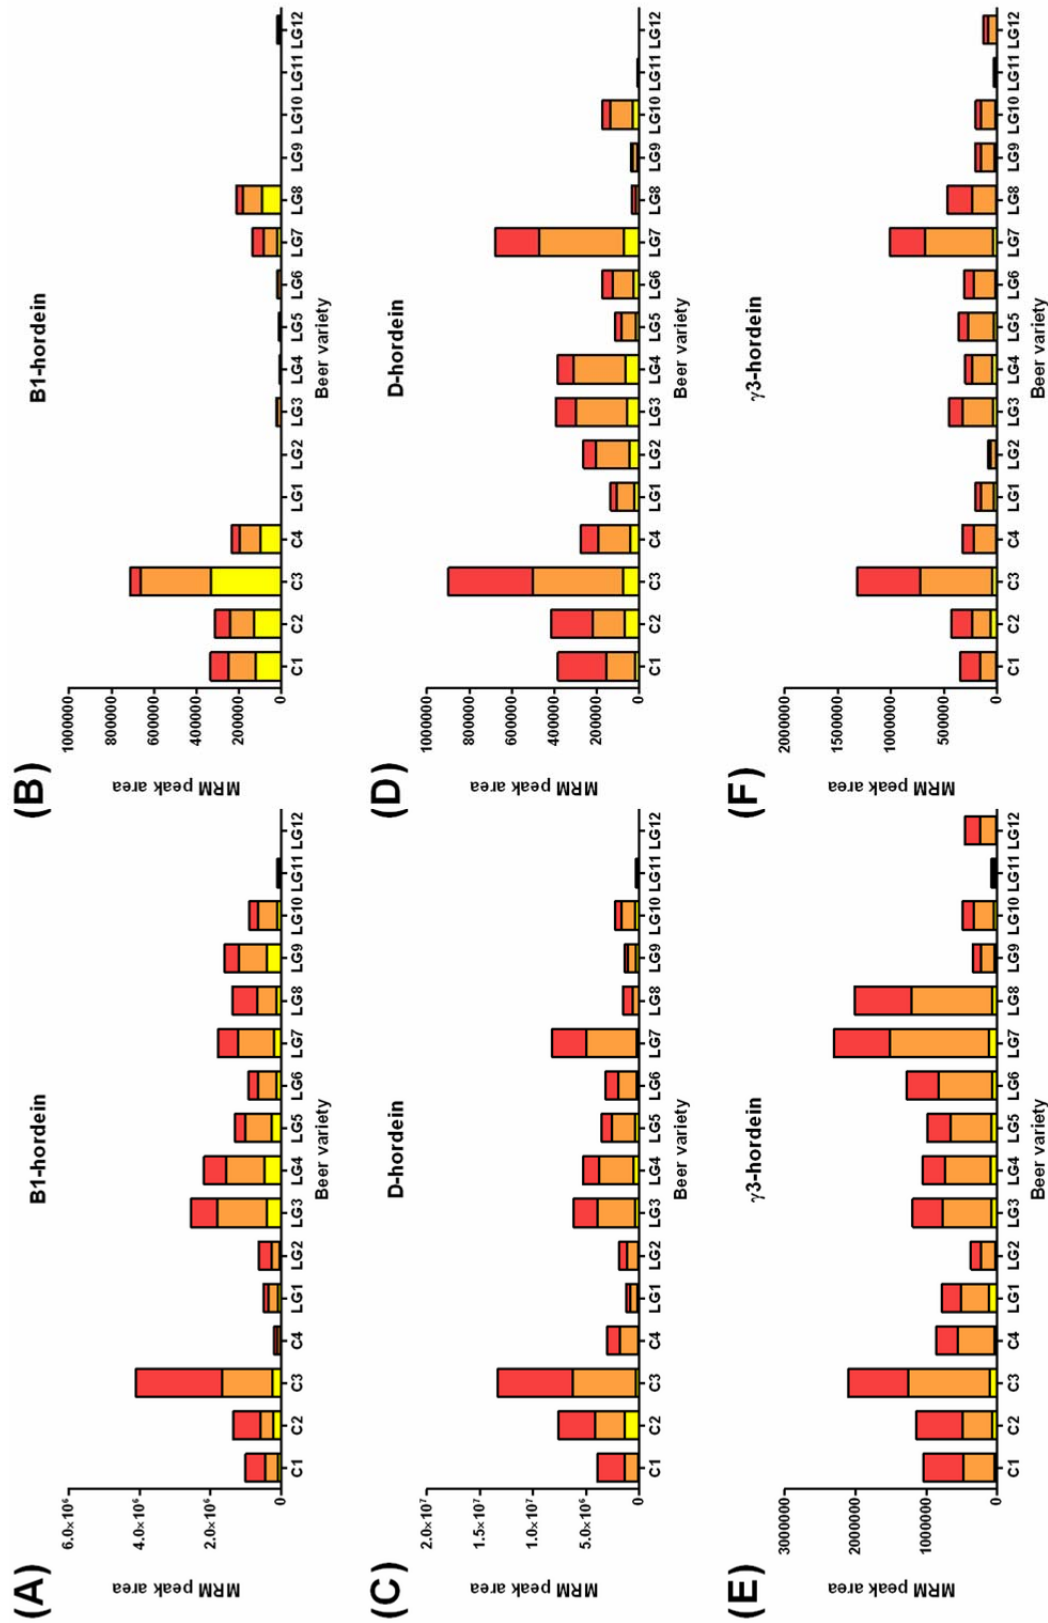 (A)
B1-hordein
MRM peak area
6.0×10⁶
4.0×10⁶
2.0×10⁶
0
C1 C2 C3 C4 LG1 LG2 LG3 LG4 LG5 LG6 LG7 LG8 LG9 LG10 LG11 LG12
Beer variety
(B)
B1-hordein
MRM peak area
1000000
800000
600000
400000
200000
0
C1 C2 C3 C4 LG1 LG2 LG3 LG4 LG5 LG6 LG7 LG8 LG9 LG10 LG11 LG12
Beer variety
(C)
D-hordein
MRM peak area
2.0×10⁷
1.5×10⁷
1.0×10⁷
5.0×10⁶
0
C1 C2 C3 C4 LG1 LG2 LG3 LG4 LG5 LG6 LG7 LG8 LG9 LG10 LG11 LG12
Beer variety
(D)
D-hordein
MRM peak area
1000000
800000
600000
400000
200000
0
C1 C2 C3 C4 LG1 LG2 LG3 LG4 LG5 LG6 LG7 LG8 LG9 LG10 LG11 LG12
Beer variety
(E)
γ3-hordein
MRM peak area
3000000
2000000
1000000
0
C1 C2 C3 C4 LG1 LG2 LG3 LG4 LG5 LG6 LG7 LG8 LG9 LG10 LG11 LG12
Beer variety
(F)
γ3-hordein
MRM peak area
2000000
1500000
1000000
500000
0
C1 C2 C3 C4 LG1 LG2 LG3 LG4 LG5 LG6 LG7 LG8 LG9 LG10 LG11 LG12
Beer variety